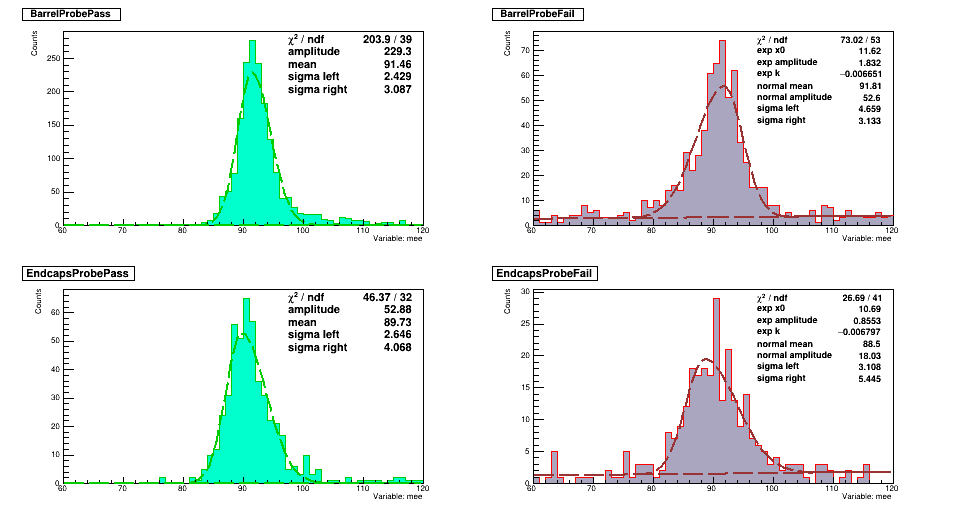 BarrelProbePass
Counts
χ² / ndf 203.9 / 39
amplitude 229.3
mean 91.46
sigma left 2.429
sigma right 3.087
250
200
150
100
50
0
60 70 80 90 100 110 120
Variable: mee
BarrelProbeFail
Counts
χ² / ndf 73.02 / 53
exp x0 11.62
exp amplitude 1.832
exp k −0.006651
normal mean 91.81
normal amplitude 52.6
sigma left 4.659
sigma right 3.133
70
60
50
40
30
20
10
0
60 70 80 90 100 110 120
Variable: mee
EndcapsProbePass
Counts
χ² / ndf 46.37 / 32
amplitude 52.88
mean 89.73
sigma left 2.646
sigma right 4.068
60
50
40
30
20
10
0
60 70 80 90 100 110 120
Variable: mee
EndcapsProbeFail
Counts
χ² / ndf 26.69 / 41
exp x0 10.69
exp amplitude 0.8553
exp k −0.006797
normal mean 88.5
normal amplitude 18.03
sigma left 3.108
sigma right 5.445
30
25
20
15
10
5
0
60 70 80 90 100 110 120
Variable: mee